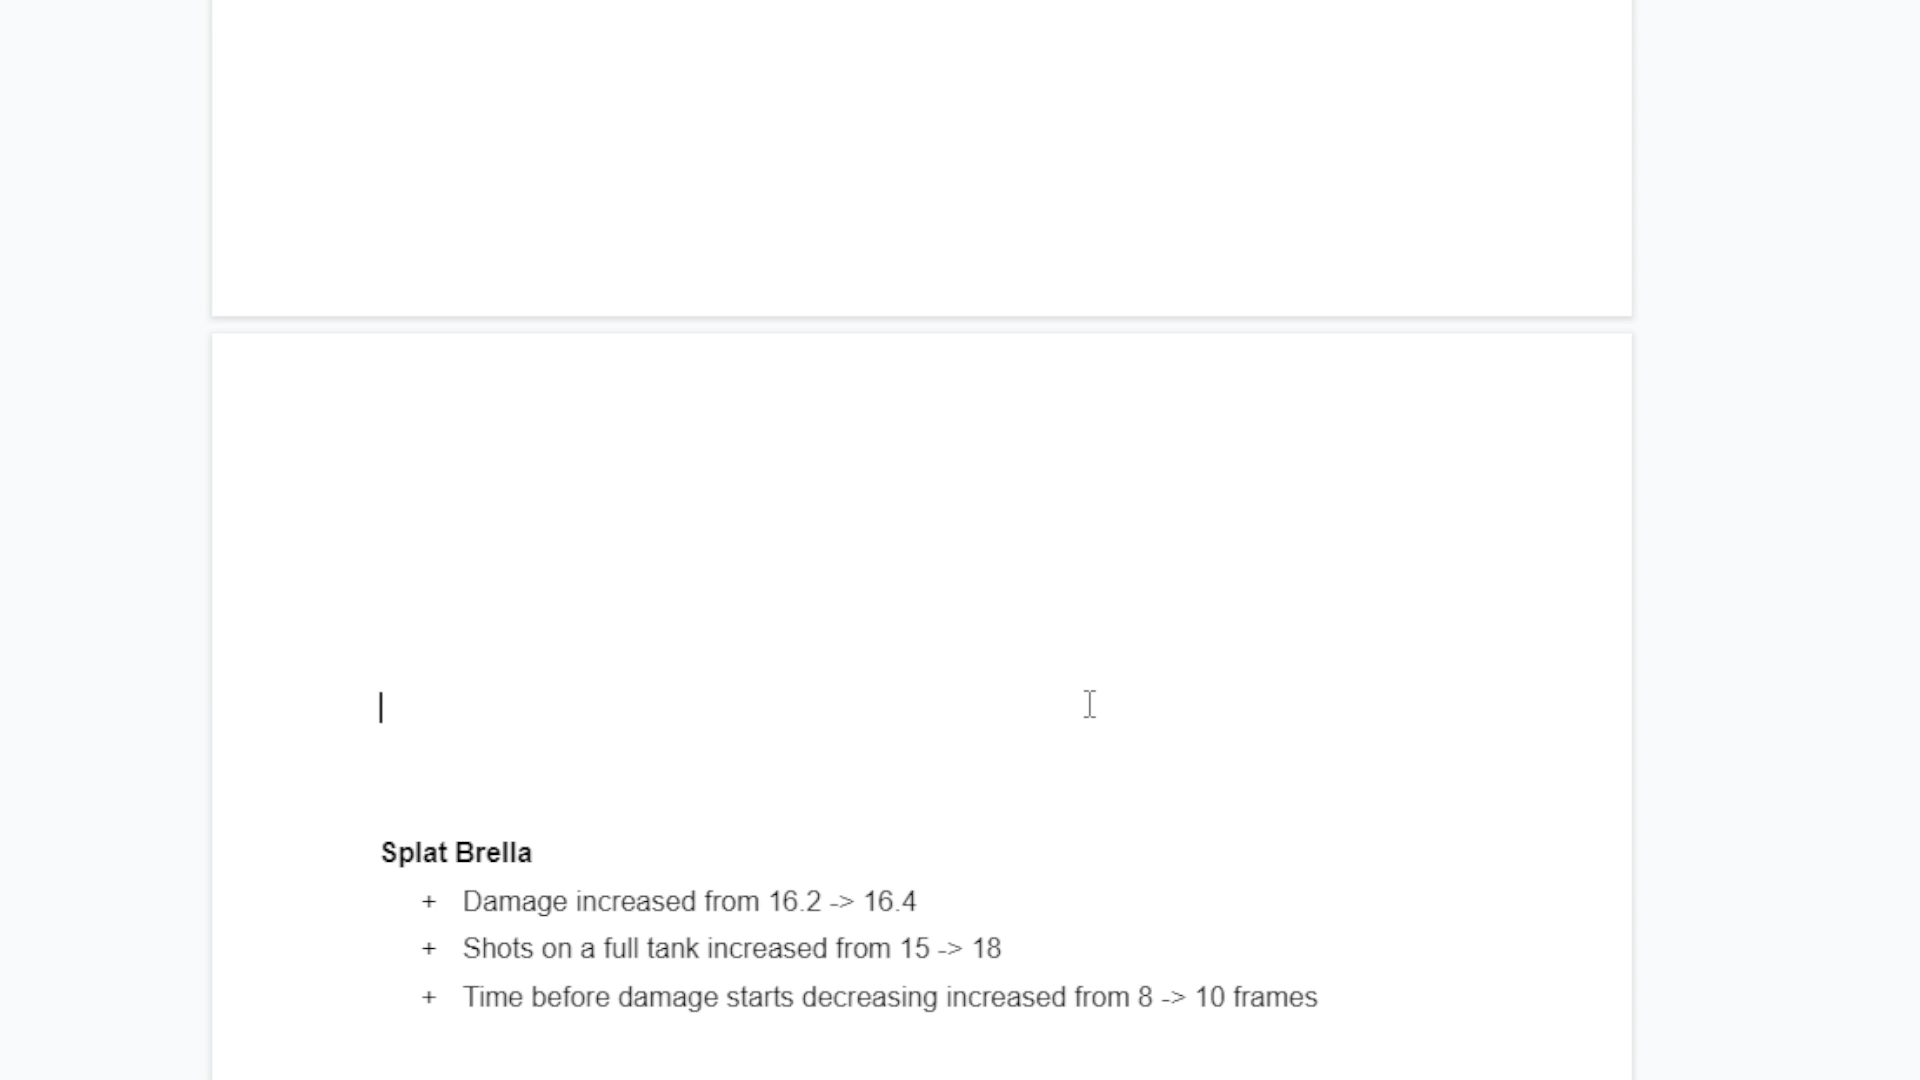 Splat Brella
+ Damage increased from 16.2 -> 16.4
+ Shots on a full tank increased from 15 -> 18
+ Time before damage starts decreasing increased from 8 -> 10 frames